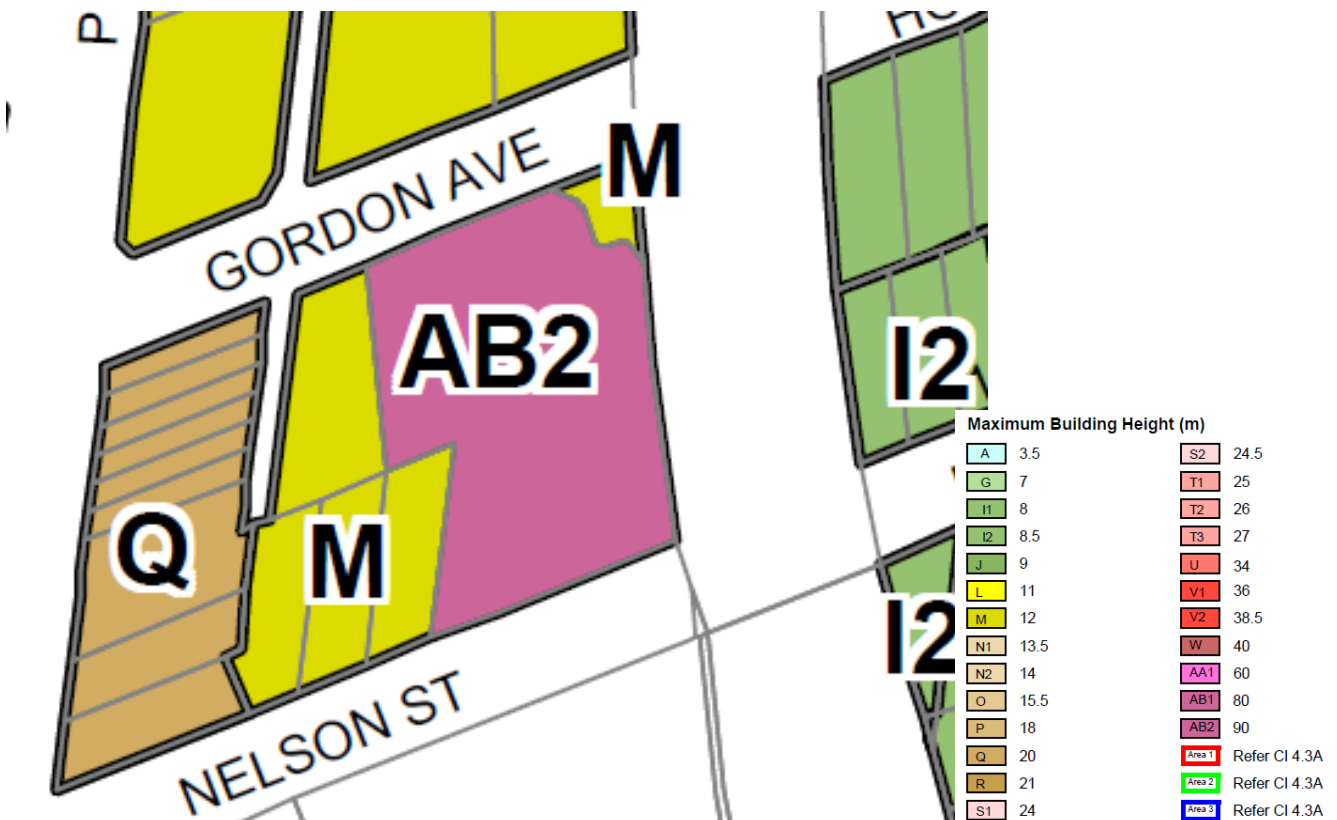 P
HO
M
GORDON AVE
AB2
I2
Q
M
I2
NELSON ST
Maximum Building Height (m)
A 3.5
G 7
I1 8
I2 8.5
J 9
L 11
M 12
N1 13.5
N2 14
O 15.5
P 18
Q 20
R 21
S1 24
S2 24.5
T1 25
T2 26
T3 27
U 34
V1 36
V2 38.5
W 40
AA1 60
AB1 80
AB2 90
Area 1 Refer Cl 4.3A
Area 2 Refer Cl 4.3A
Area 3 Refer Cl 4.3A